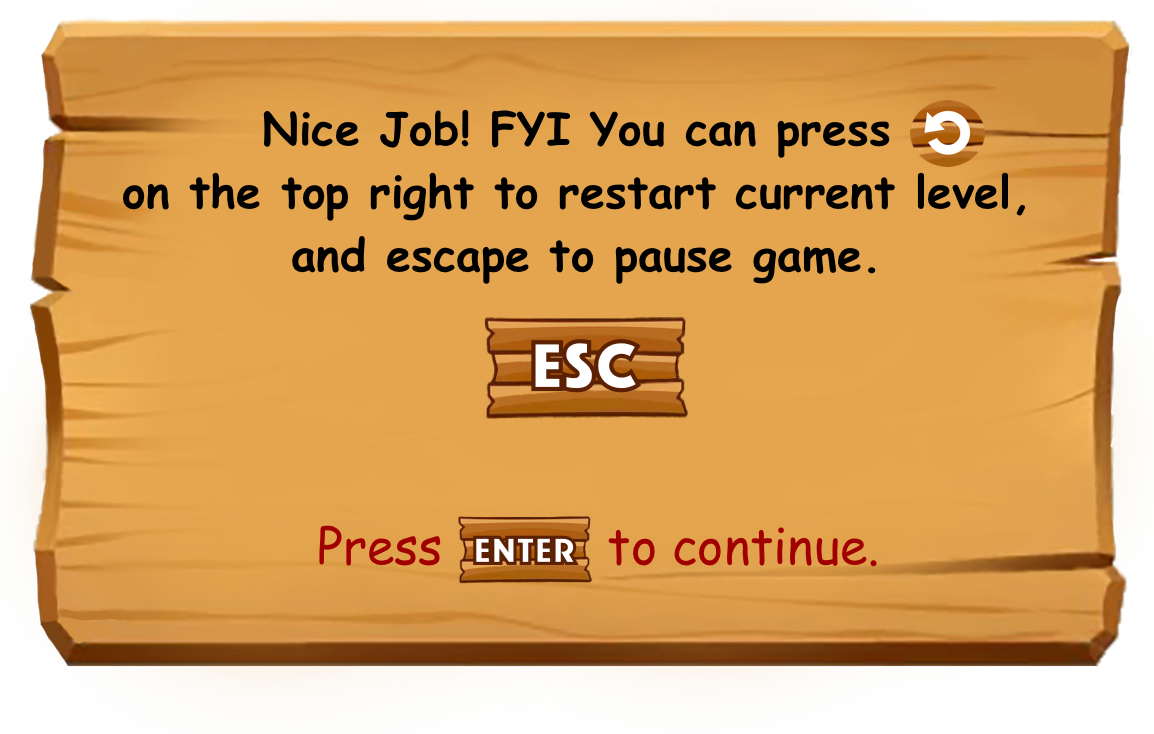 Nice Job! FYI You can press
on the top right to restart current level,
and escape to pause game.
ESC
Press ENTER to continue.